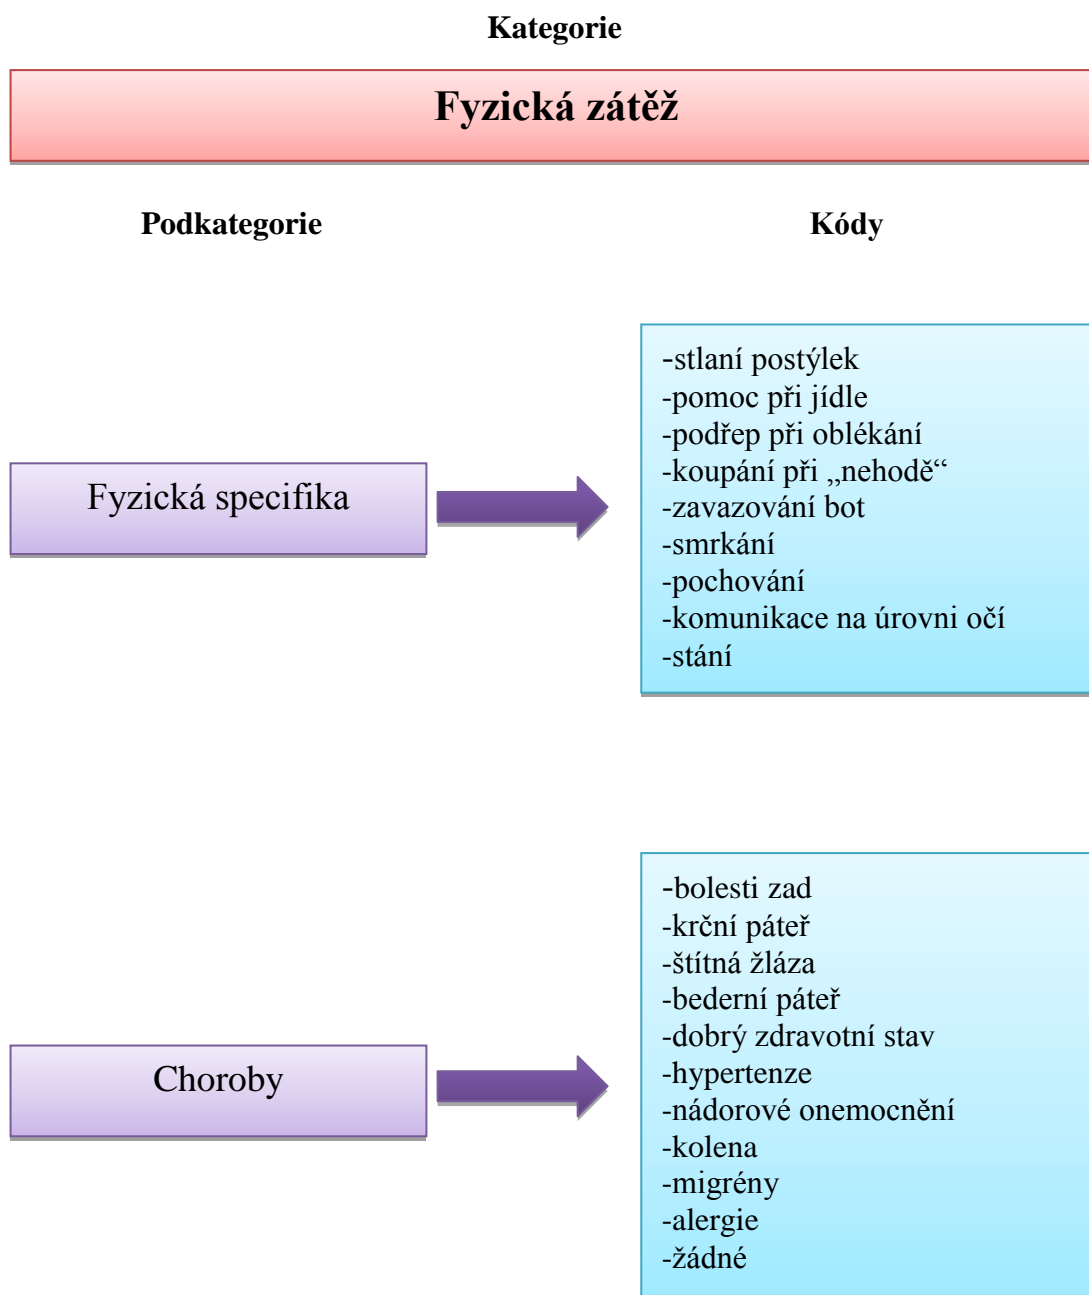 Kategorie
Fyzická zátěž
Podkategorie
Kódy
Fyzická specifika
-stlaní postýlek
-pomoc při jídle
-podřep při oblékání
-koupání při „nehodě“
-zavazování bot
-smrkání
-pochování
-komunikace na úrovni očí
-stání
Choroby
-bolesti zad
-krční páteř
-štítná žláza
-bederní páteř
-dobrý zdravotní stav
-hypertenze
-nádorové onemocnění
-kolena
-migrény
-alergie
-žádné